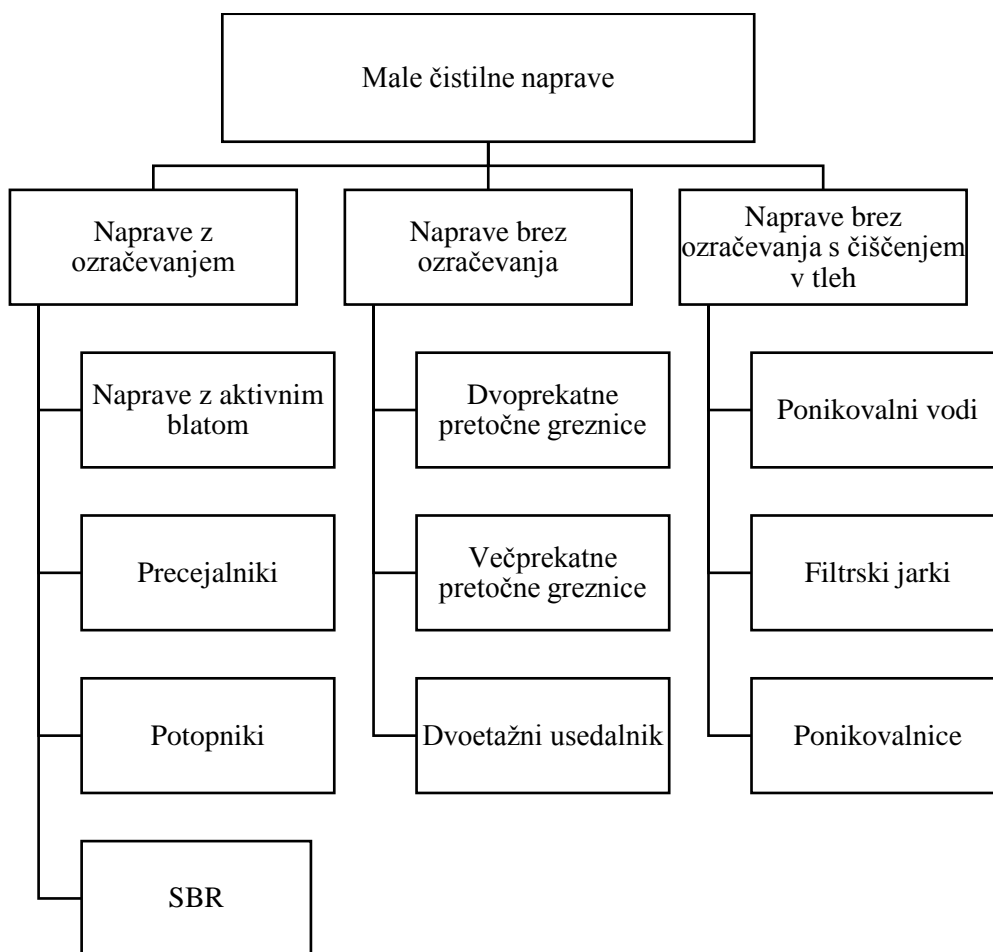 Male čistilne naprave
Naprave z
ozračevanjem
Naprave brez
ozračevanja
Naprave brez
ozračevanja s čiščenjem
v tleh
Naprave z aktivnim
blatom
Precejalniki
Potopniki
SBR
Dvoprekatne
pretočne greznice
Večprekatne
pretočne greznice
Dvoetažni usedalnik
Ponikovalni vodi
Filtrski jarki
Ponikovalnice